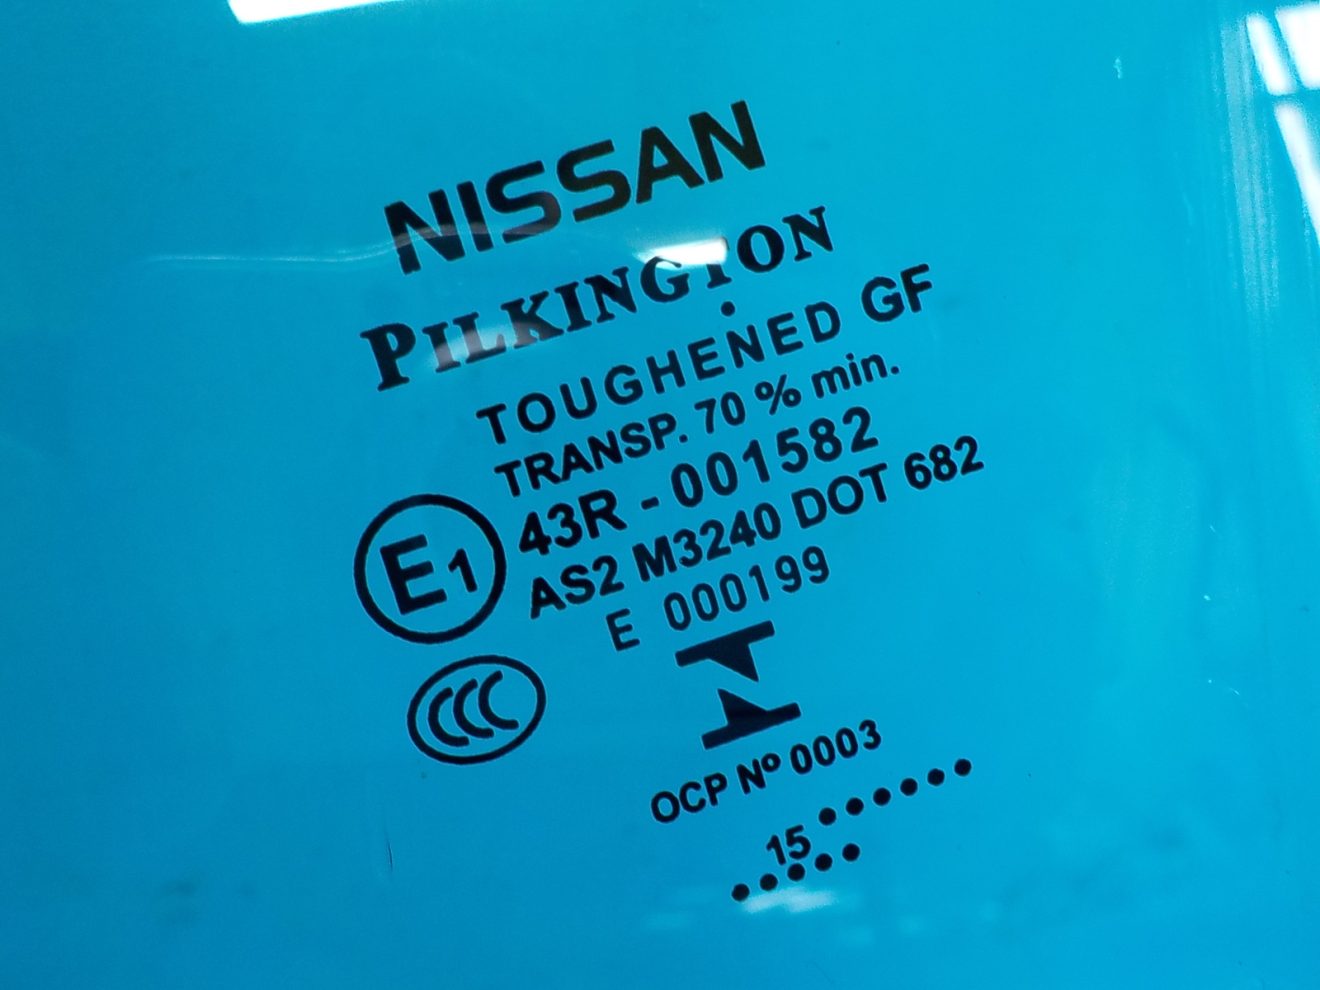 NISSAN
PILKINGTON
TOUGHENED GF
TRANSP. 70 % min.
43R - 001582
E1
AS2 M3240 DOT 682
E 000199
CCC
OCP Nº 0003
15